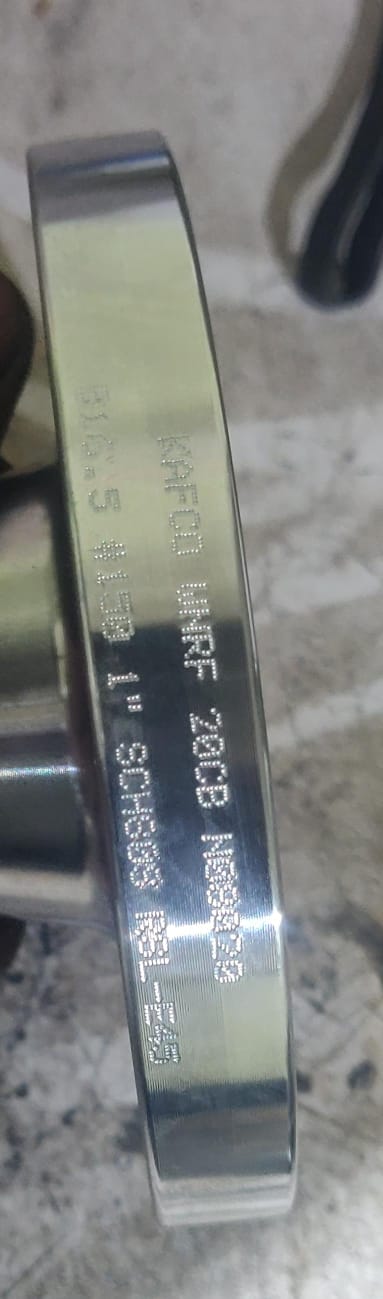 KAFCO WNRF 20CB N08020
B16.5 #150 1" SCH80S